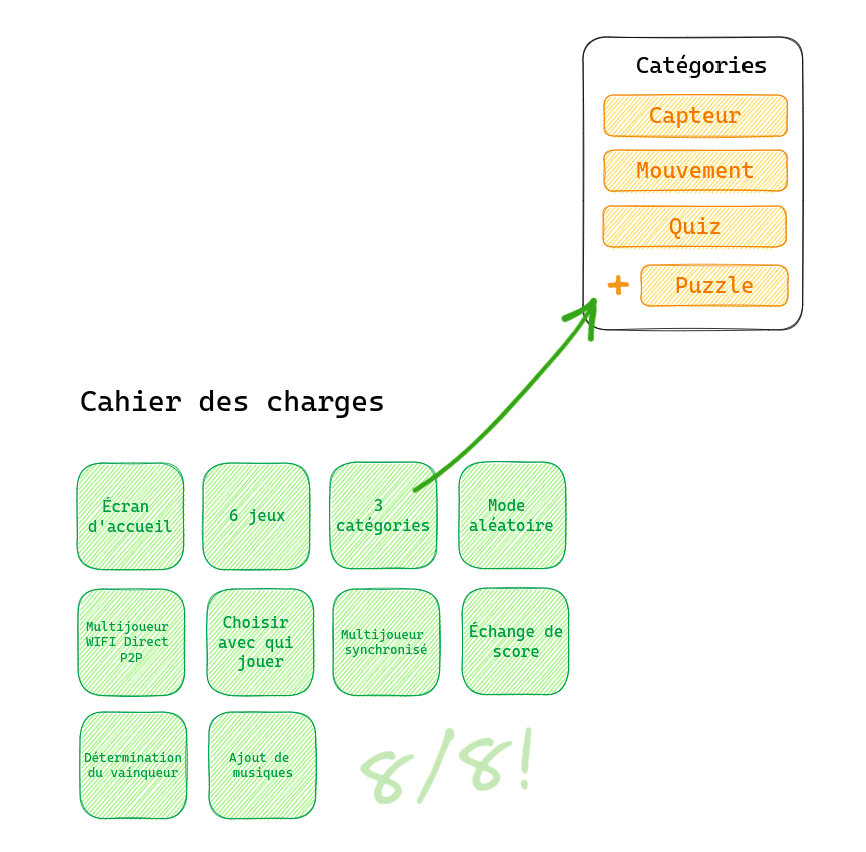 Catégories
Capteur
Mouvement
Quiz
+ Puzzle
Cahier des charges
Écran
d'accueil
6 jeux
3
catégories
Mode
aléatoire
Multijoueur
WIFI Direct
P2P
Choisir
avec qui
jouer
Multijoueur
synchronisé
Échange de
score
Détermination
du vainqueur
Ajout de
musiques
8/8!